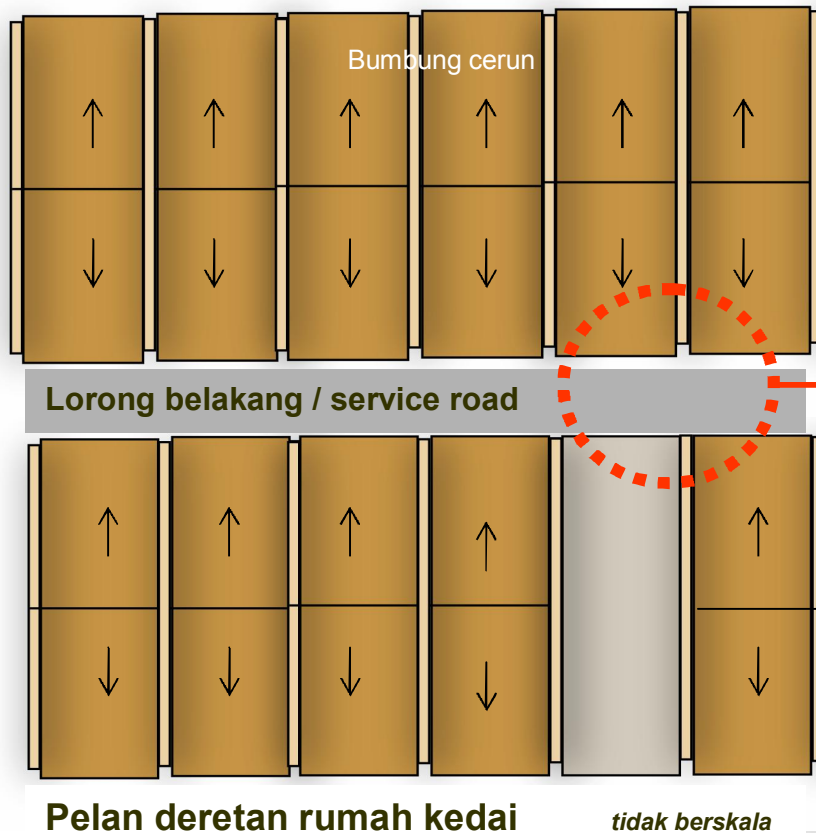 Bumbung cerun
Lorong belakang / service road
Pelan deretan rumah kedai
tidak berskala